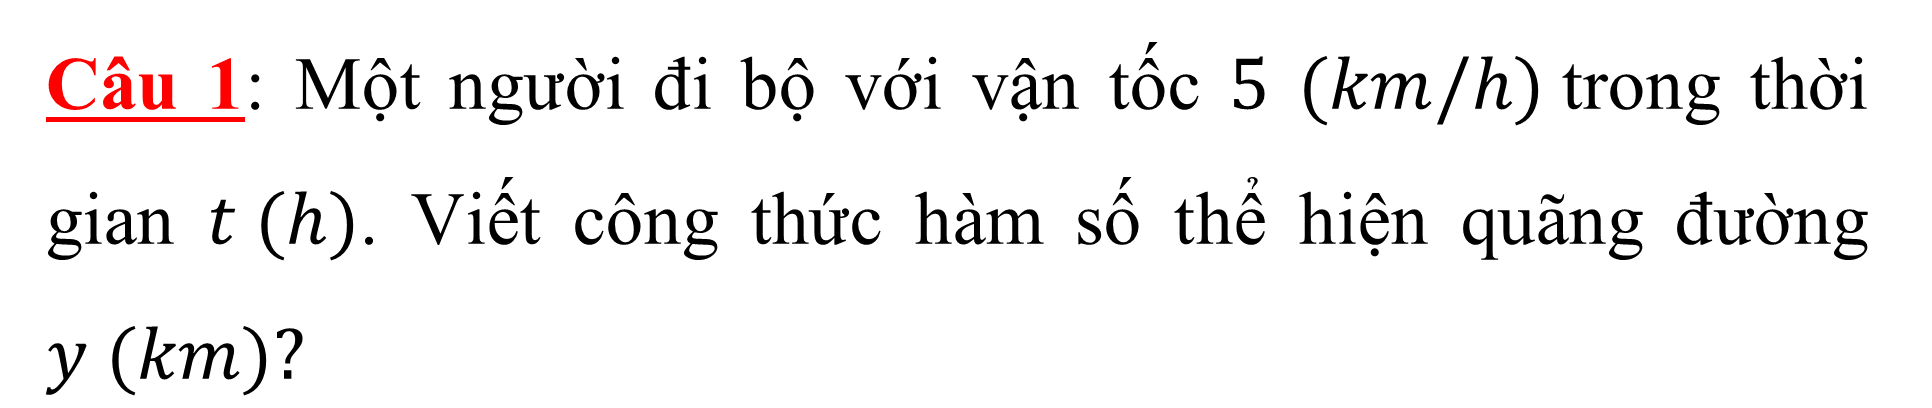 Câu 1: Một người đi bộ với vận tốc 5 (km/h) trong thời
gian t (h). Viết công thức hàm số thể hiện quãng đường
y (km)?